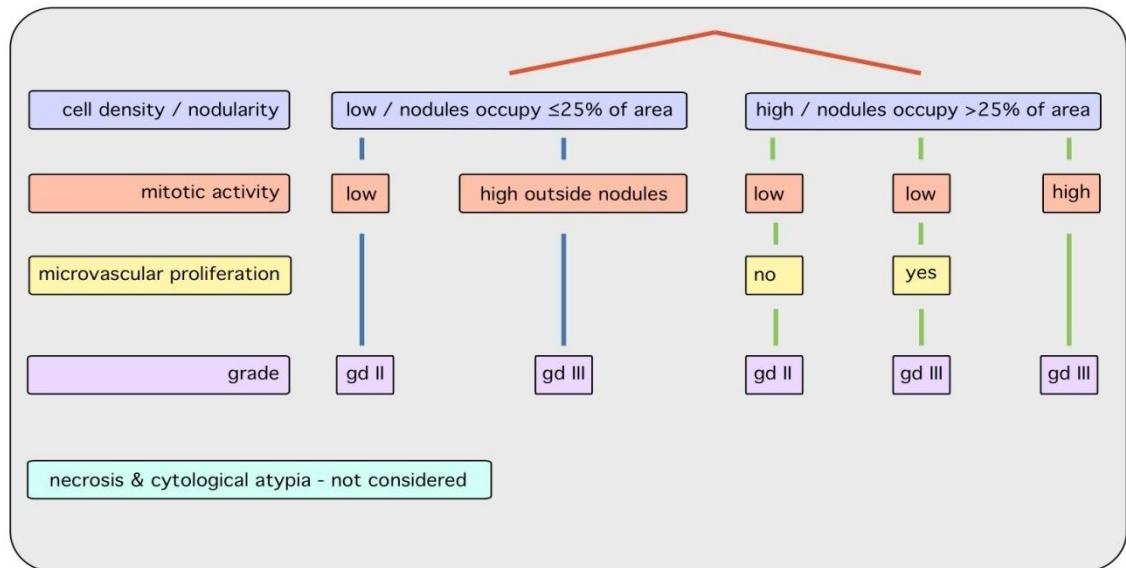 cell density / nodularity
low / nodules occupy ≤25% of area
high / nodules occupy >25% of area
mitotic activity
low
high outside nodules
low
low
high
microvascular proliferation
no
yes
grade
gd II
gd III
gd II
gd III
gd III
necrosis & cytological atypia - not considered